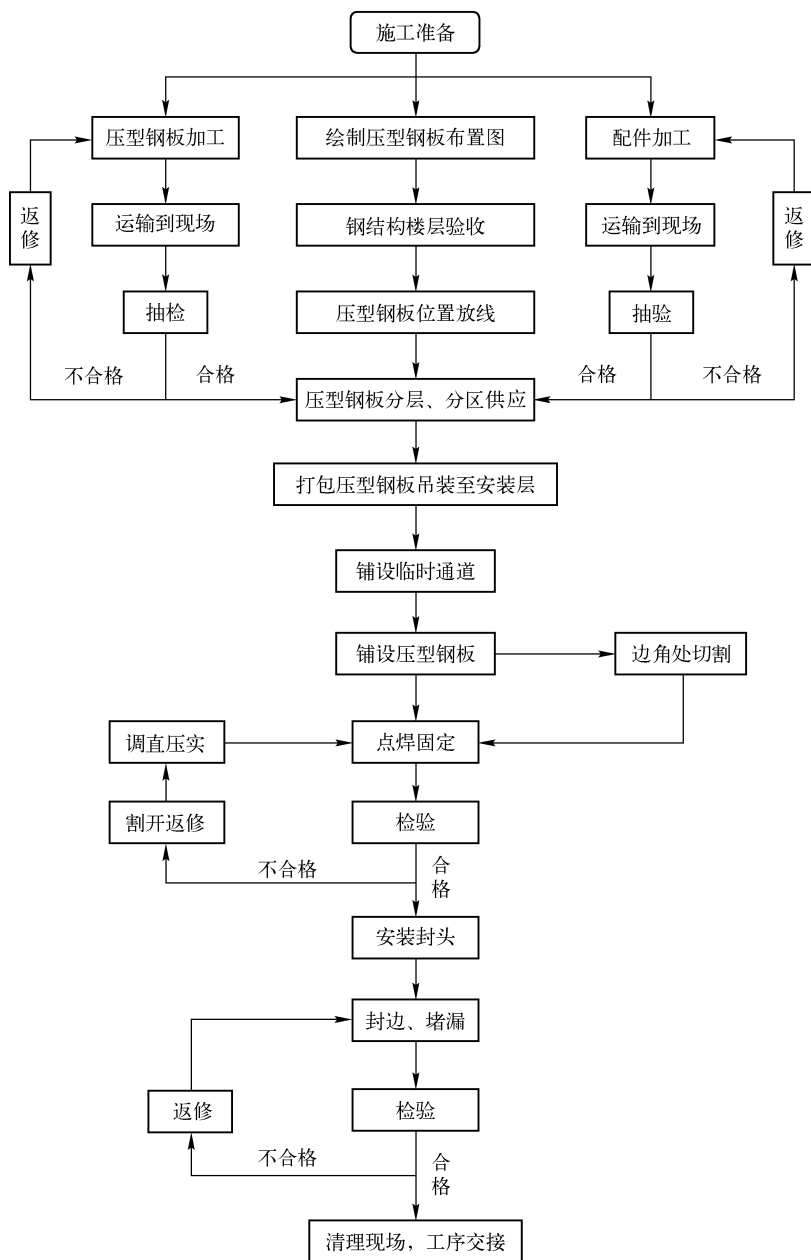 施工准备
压型钢板加工
绘制压型钢板布置图
配件加工
返
修
运输到现场
钢结构楼层验收
运输到现场
返
修
抽检
压型钢板位置放线
抽验
不合格
合格
合格
不合格
压型钢板分层、分区供应
打包压型钢板吊装至安装层
铺设临时通道
铺设压型钢板
边角处切割
调直压实
点焊固定
割开返修
检验
不合格
合
格
安装封头
封边、堵漏
返修
检验
不合格
合
格
清理现场，工序交接